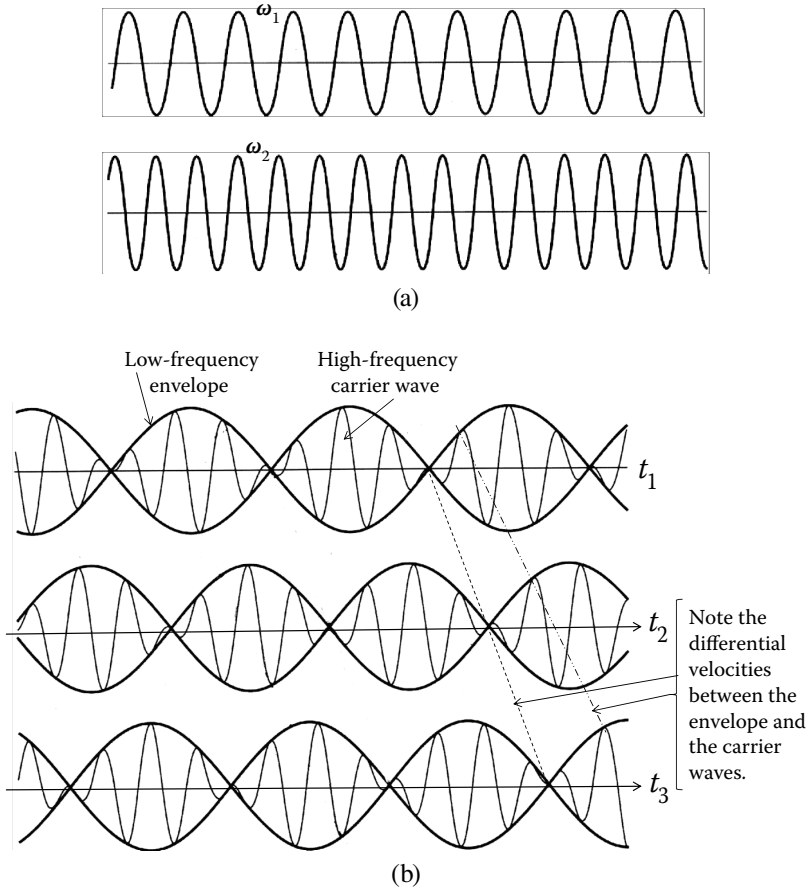 ω1
ω2
(a)
Low-frequency
envelope
High-frequency
carrier wave
t1
t2
t3
Note the
differential
velocities
between the
envelope and
the carrier
waves.
(b)